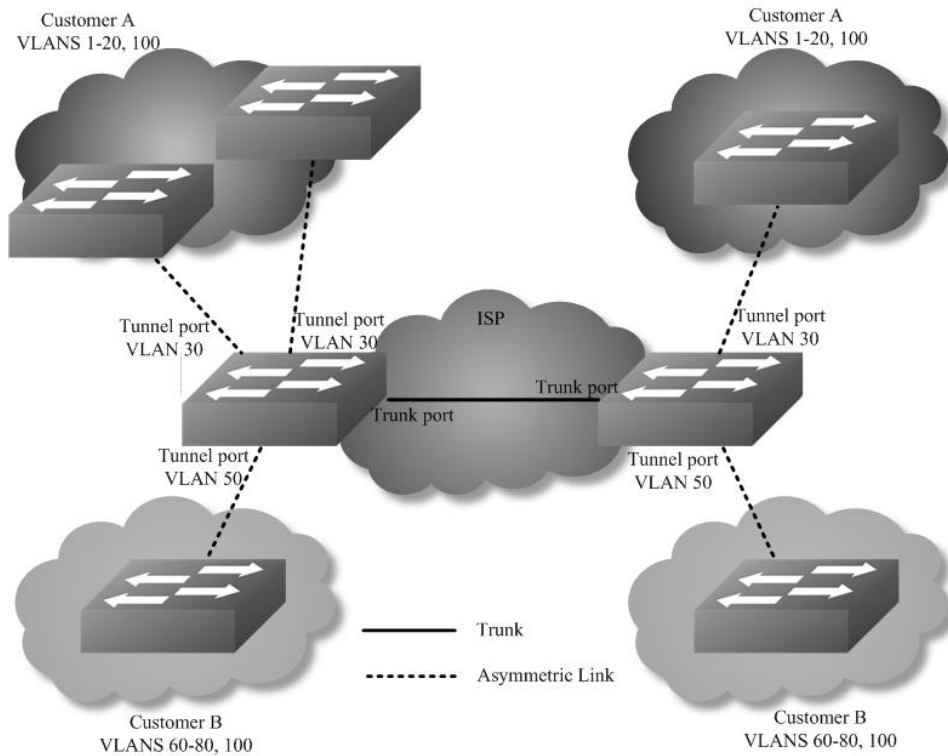 Customer A
VLANS 1-20, 100
Customer A
VLANS 1-20, 100
ISP
Tunnel port
VLAN 30
Tunnel port
VLAN 30
Tunnel port
VLAN 30
Trunk port
Trunk port
Tunnel port
VLAN 50
Tunnel port
VLAN 50
Trunk
Asymmetric Link
Customer B
VLANS 60-80, 100
Customer B
VLANS 60-80, 100